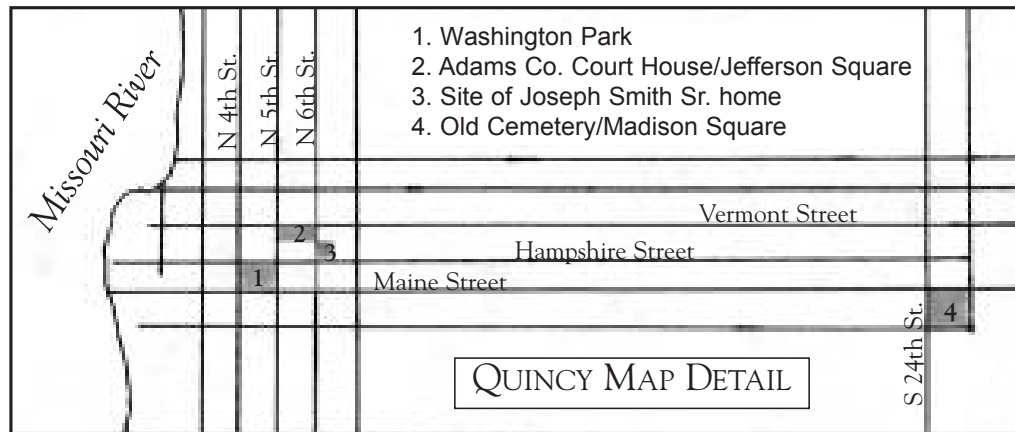 1. Washington Park
2. Adams Co. Court House/Jefferson Square
3. Site of Joseph Smith Sr. home
4. Old Cemetery/Madison Square
Missouri River
N 4th St.
N 5th St.
N 6th St.
Vermont Street
2
3
Hampshire Street
1
Maine Street
4
S 24th St.
QUINCY MAP DETAIL